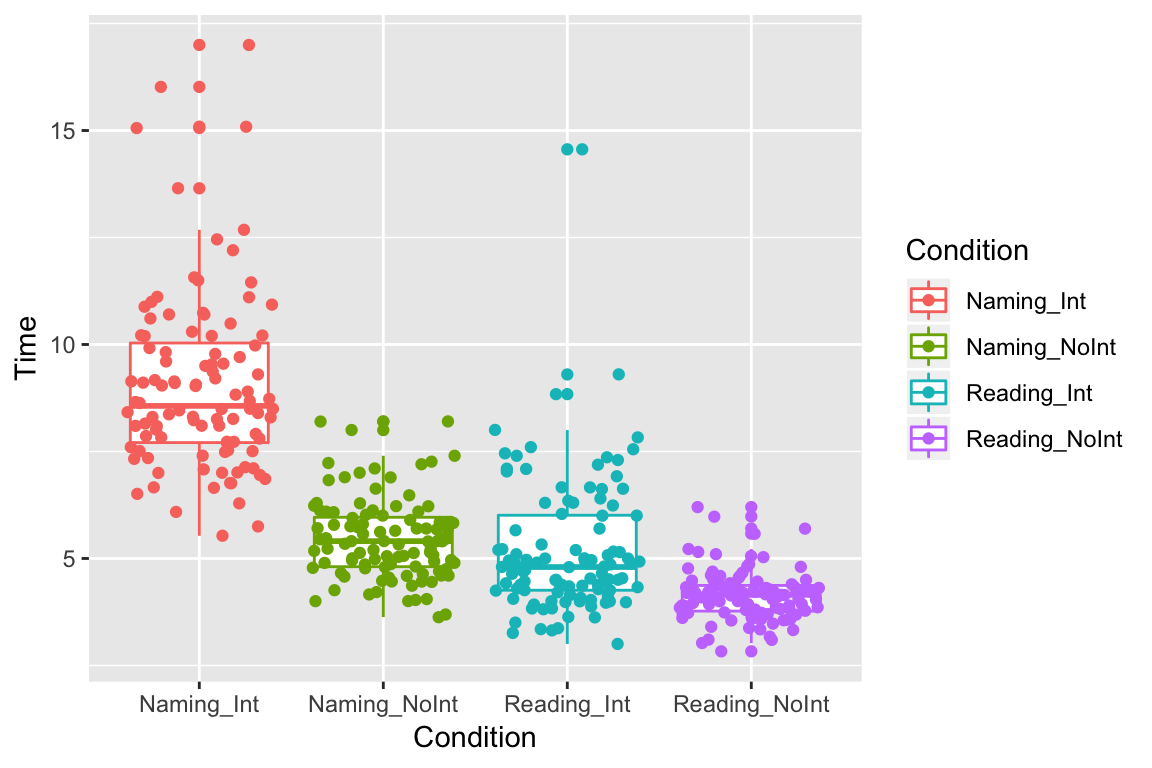 Time
15
10
5
Naming_Int
Naming_NoInt
Reading_Int
Reading_NoInt
Condition
Condition
Naming_Int
Naming_NoInt
Reading_Int
Reading_NoInt